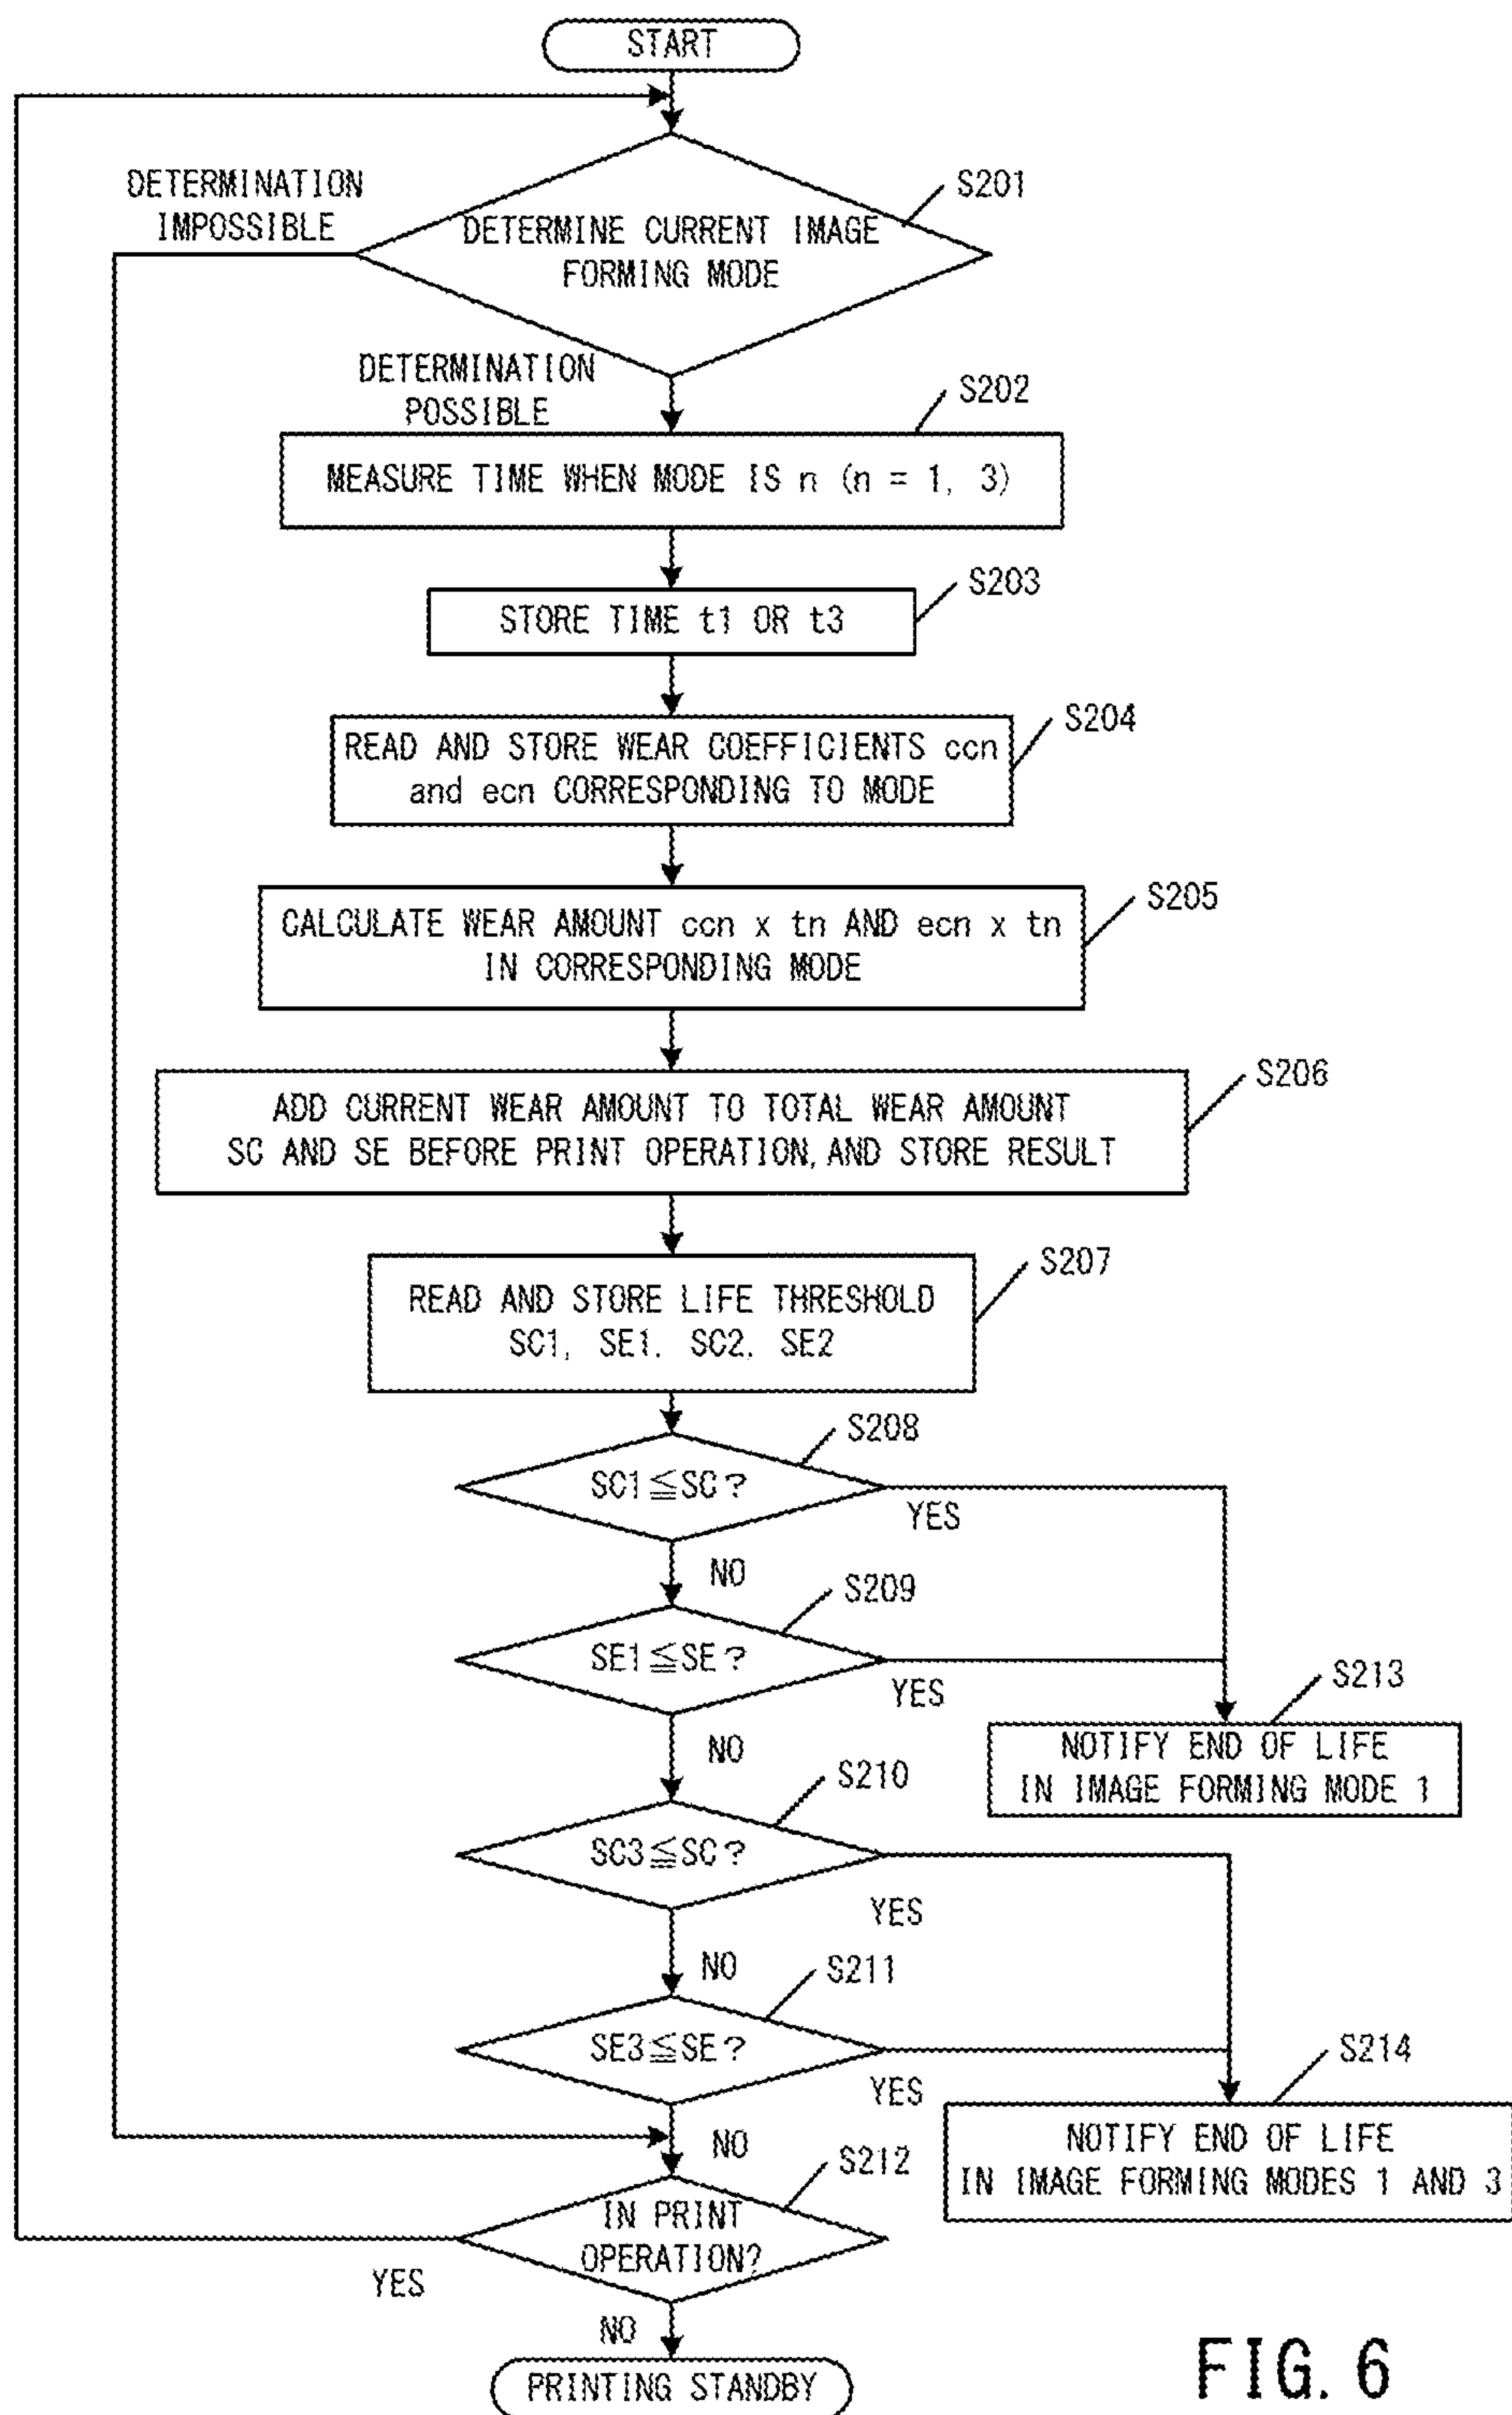 START
DETERMINATION
IMPOSSIBLE
S201
DETERMINE CURRENT IMAGE
FORMING MODE
DETERMINATION
POSSIBLE
S202
MEASURE TIME WHEN MODE IS n (n = 1, 3)
S203
STORE TIME t1 OR t3
S204
READ AND STORE WEAR COEFFICIENTS ccn
and ecn CORRESPONDING TO MODE
S205
CALCULATE WEAR AMOUNT ccn x tn AND ecn x tn
IN CORRESPONDING MODE
S206
ADD CURRENT WEAR AMOUNT TO TOTAL WEAR AMOUNT
SC AND SE BEFORE PRINT OPERATION, AND STORE RESULT
S207
READ AND STORE LIFE THRESHOLD
SC1, SE1, SC2, SE2
S208
SC1≦SC?
YES
NO
S209
SE1≦SE?
YES
S213
NOTIFY END OF LIFE
IN IMAGE FORMING MODE 1
NO
S210
SC3≦SC?
YES
NO
S211
SE3≦SE?
YES
S214
NOTIFY END OF LIFE
IN IMAGE FORMING MODES 1 AND 3
NO
S212
IN PRINT
OPERATION?
YES
NO
PRINTING STANDBY
FIG. 6